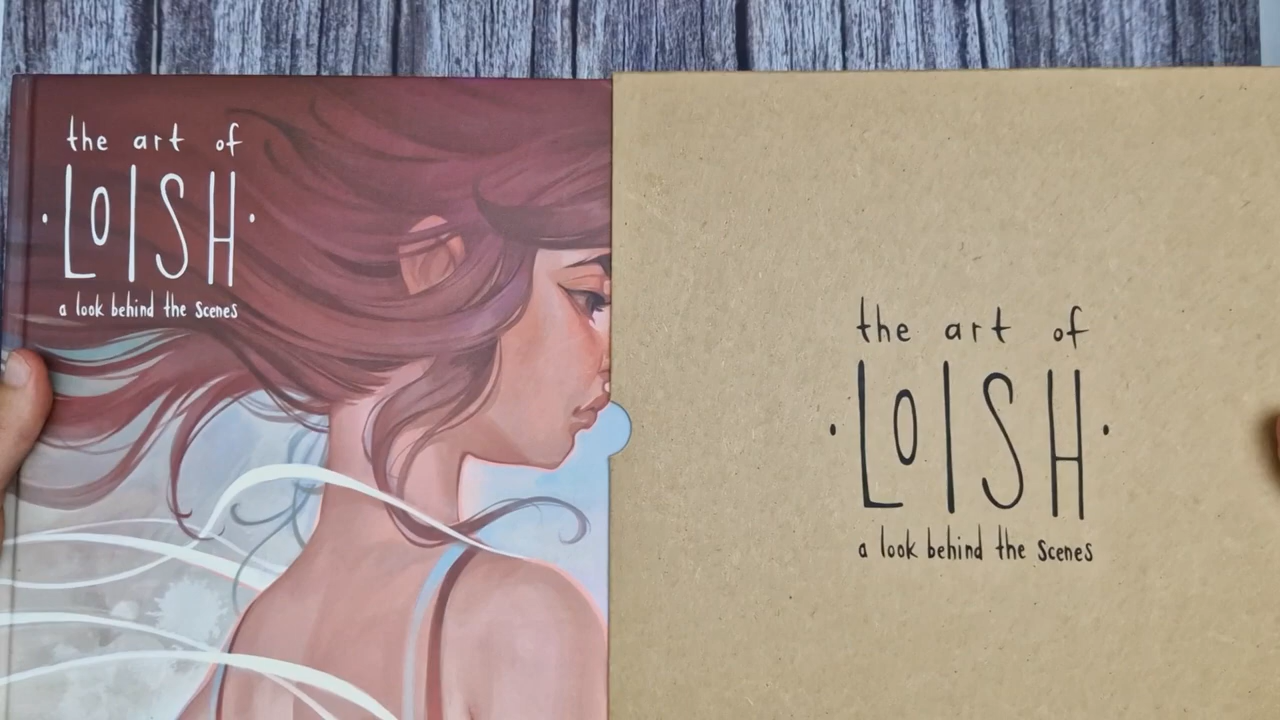 the art of
·LOISH·
a look behind the scenes
the art of
·LOISH·
a look behind the scenes